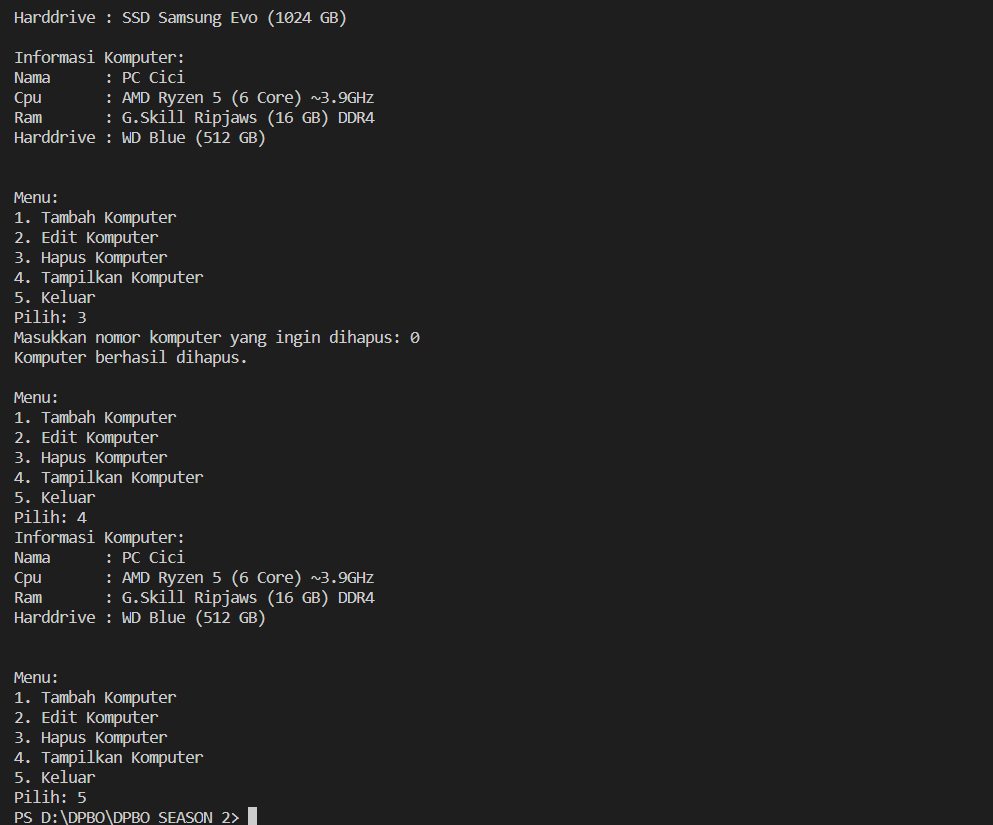 Harddrive : SSD Samsung Evo (1024 GB)
Informasi Komputer:
Nama      : PC Cici
Cpu       : AMD Ryzen 5 (6 Core) ~3.9GHz
Ram       : G.Skill Ripjaws (16 GB) DDR4
Harddrive : WD Blue (512 GB)
Menu:
1. Tambah Komputer
2. Edit Komputer
3. Hapus Komputer
4. Tampilkan Komputer
5. Keluar
Pilih: 3
Masukkan nomor komputer yang ingin dihapus: 0
Komputer berhasil dihapus.
Menu:
1. Tambah Komputer
2. Edit Komputer
3. Hapus Komputer
4. Tampilkan Komputer
5. Keluar
Pilih: 4
Informasi Komputer:
Nama      : PC Cici
Cpu       : AMD Ryzen 5 (6 Core) ~3.9GHz
Ram       : G.Skill Ripjaws (16 GB) DDR4
Harddrive : WD Blue (512 GB)
Menu:
1. Tambah Komputer
2. Edit Komputer
3. Hapus Komputer
4. Tampilkan Komputer
5. Keluar
Pilih: 5
PS D:\DPBO\DPBO SEASON 2>